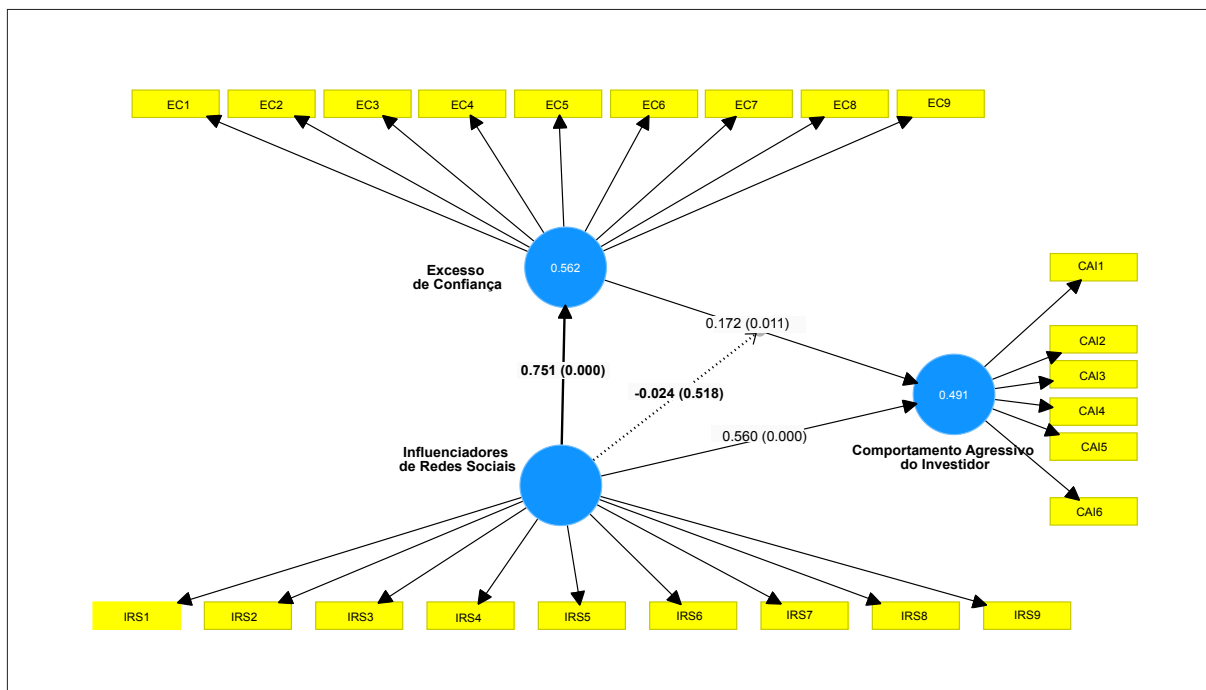 EC1
EC2
EC3
EC4
EC5
EC6
EC7
EC8
EC9
Excesso
de Confiança
0.562
CAI1
0.172 (0.011)
CAI2
0.751 (0.000)
CAI3
-0.024 (0.518)
0.491
CAI4
0.560 (0.000)
CAI5
Influenciadores
de Redes Sociais
Comportamento Agressivo
do Investidor
CAI6
IRS1
IRS2
IRS3
IRS4
IRS5
IRS6
IRS7
IRS8
IRS9